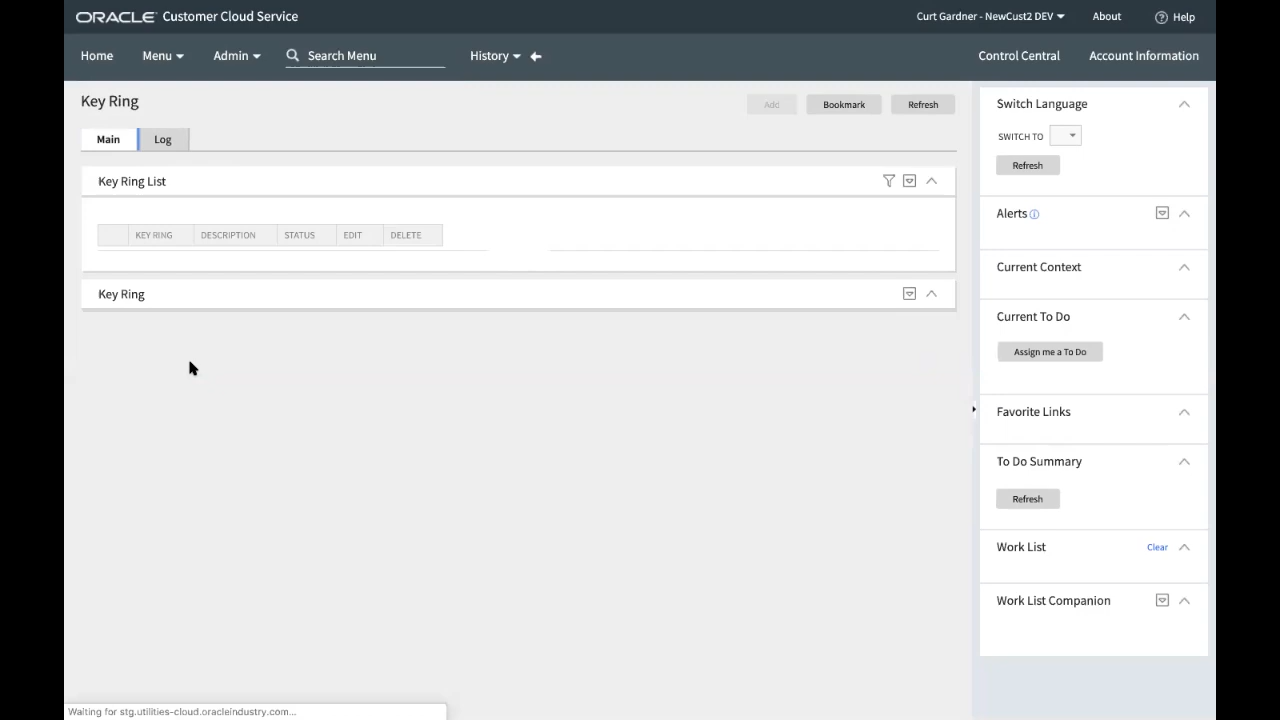 ORACLE Customer Cloud Service
Curt Gardner - NewCust2 DEV
About
Help
Home
Menu
Admin
Search Menu
History
Control Central
Account Information
Key Ring
Add
Bookmark
Refresh
Main
Log
Key Ring List
KEY RING
DESCRIPTION
STATUS
EDIT
DELETE
Key Ring
Switch Language
SWITCH TO
Refresh
Alerts
Current Context
Current To Do
Assign me a To Do
Favorite Links
To Do Summary
Refresh
Work List
Clear
Work List Companion
Waiting for stg.utilities-cloud.oracleindustry.com...